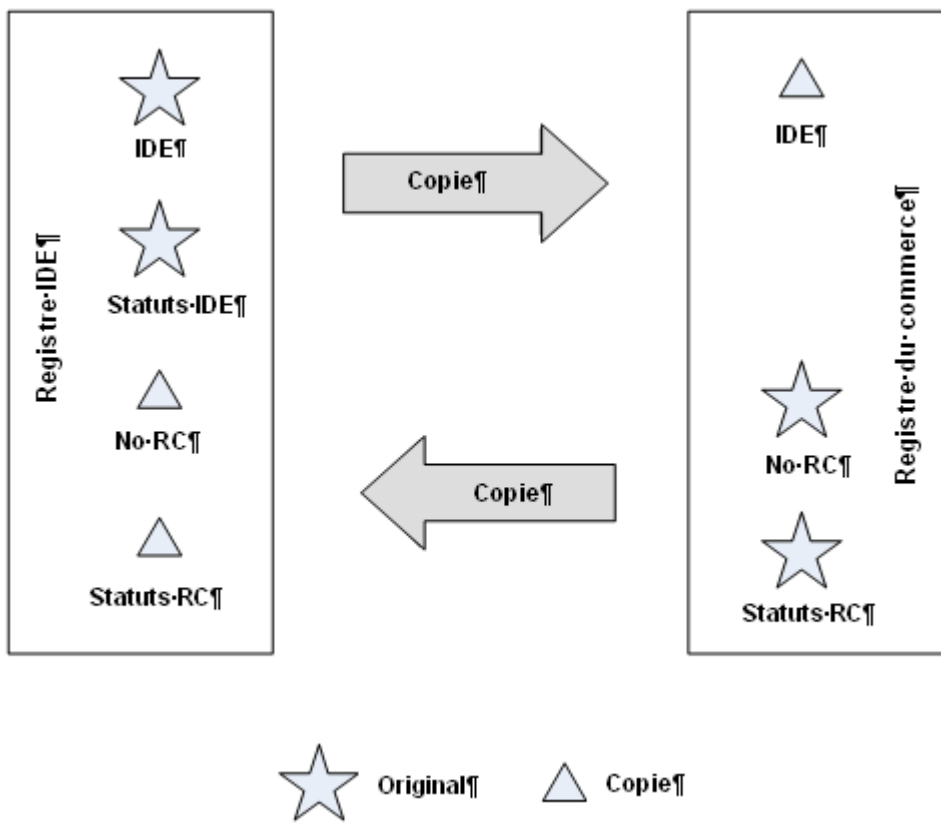 IDE¶
Statuts·IDE¶
No·RC¶
Statuts·RC¶
Registre·IDE¶
Copie¶
Copie¶
IDE¶
No·RC¶
Statuts·RC¶
Registre·du·commerce¶
Original¶
Copie¶